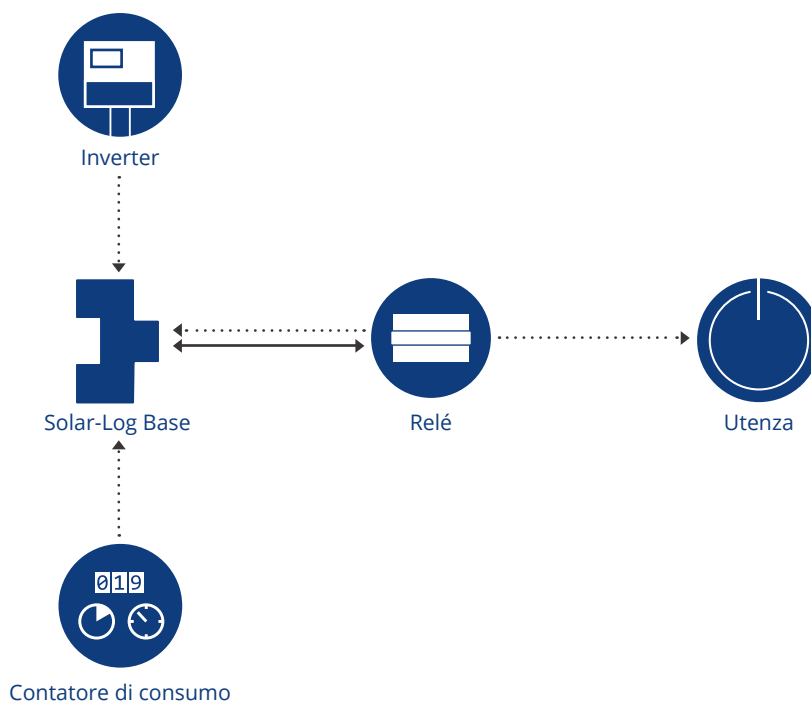 Inverter
Solar-Log Base
Relé
Utenza
019
Contatore di consumo